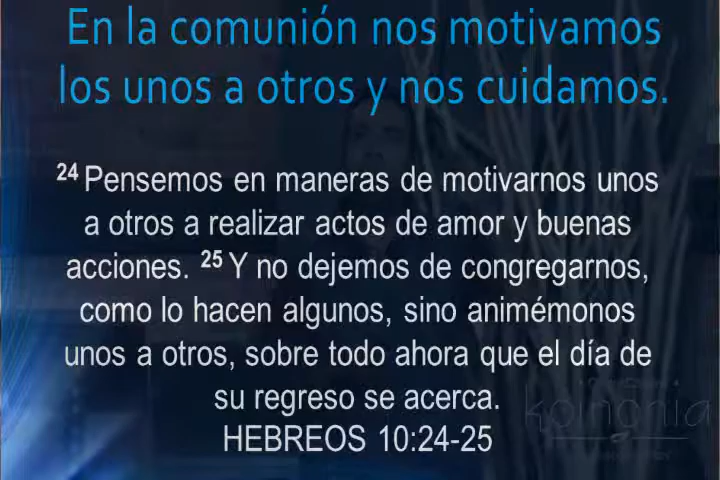 En la comunión nos motivamos
los unos a otros y nos cuidamos.
24 Pensemos en maneras de motivarnos unos
a otros a realizar actos de amor y buenas
acciones. 25 Y no dejemos de congregarnos,
como lo hacen algunos, sino animémonos
unos a otros, sobre todo ahora que el día de
su regreso se acerca.
HEBREOS 10:24-25
koinonia